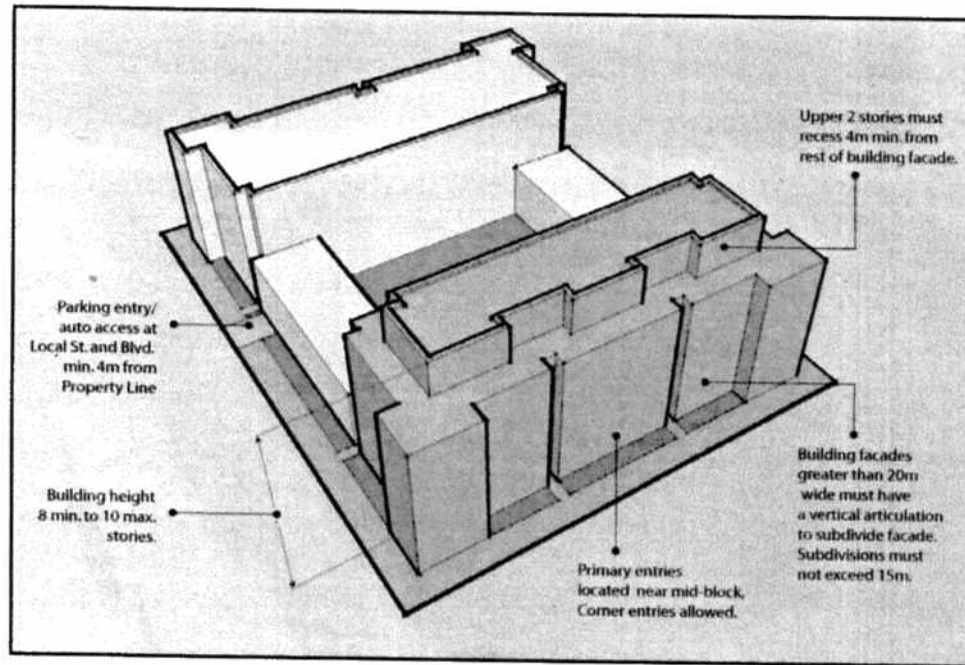 Upper 2 stories must
recess 4m min. from
rest of building facade.
Parking entry/
auto access at
Local St. and Blvd.
min. 4m from
Property Line
Building height
8 min. to 10 max.
stories.
Primary entries
located near mid-block,
Corner entries allowed.
Building facades
greater than 20m
wide must have
a vertical articulation
to subdivide facade.
Subdivisions must
not exceed 15m.